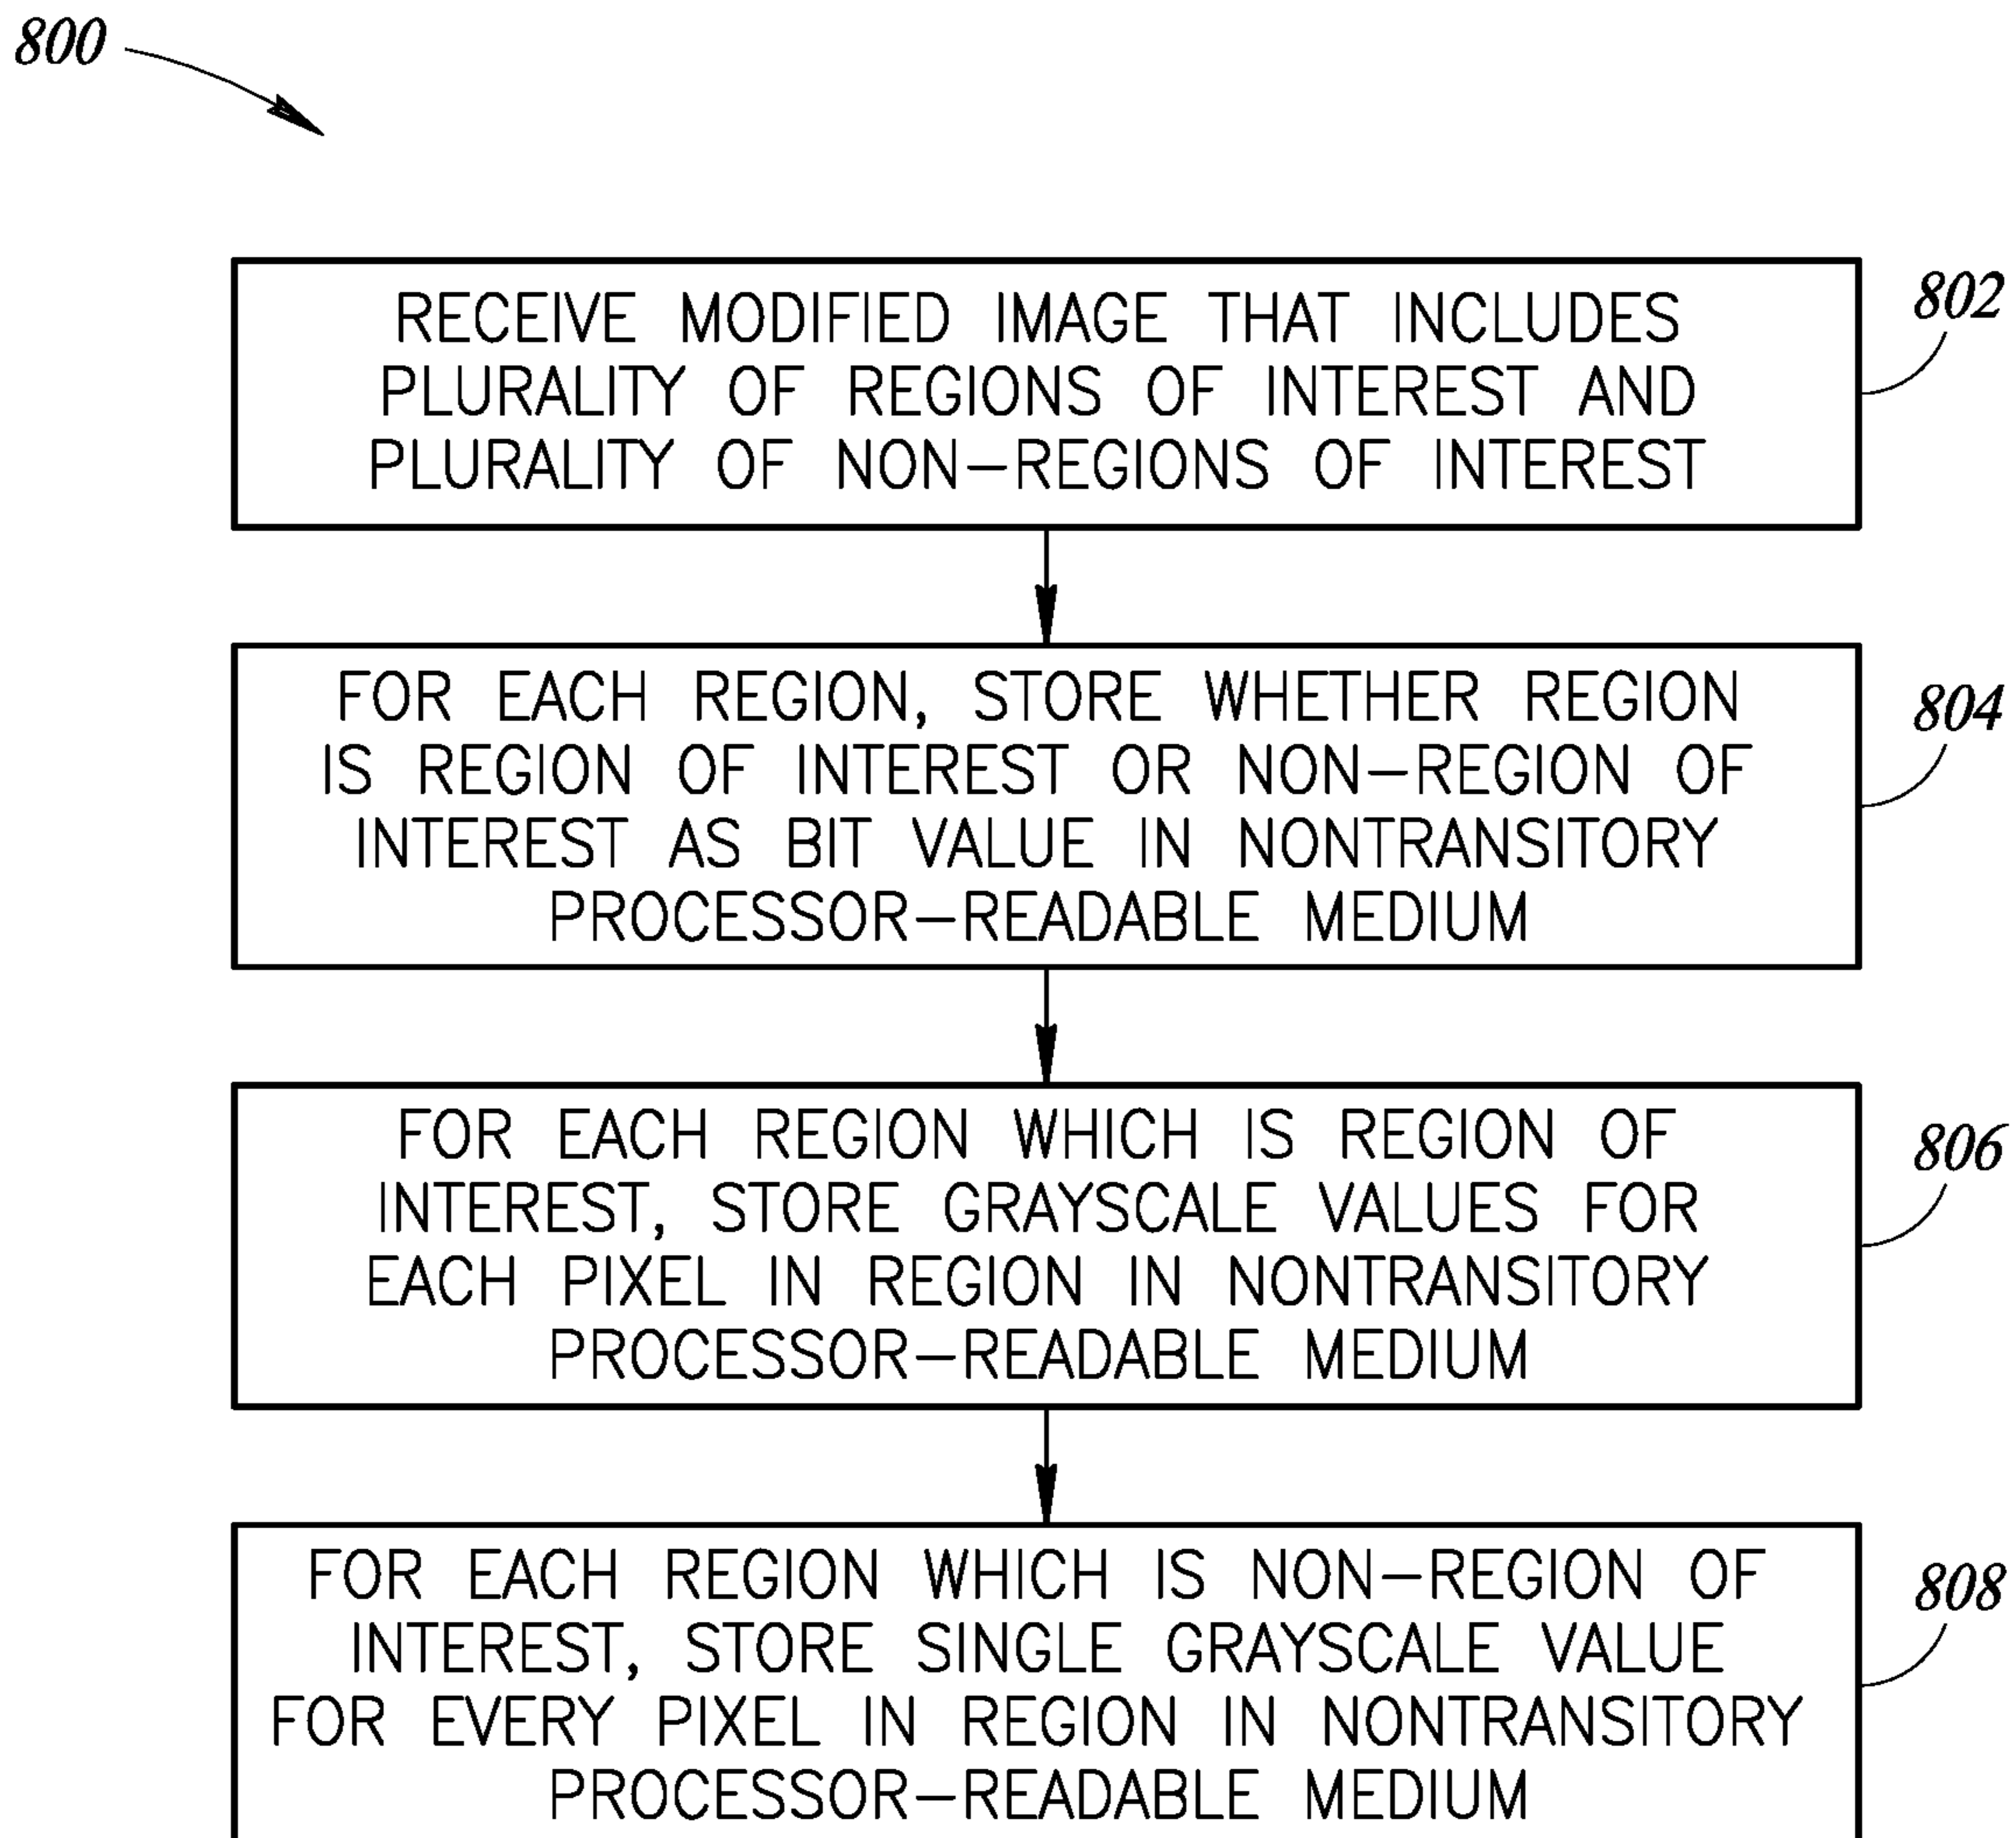 800
RECEIVE MODIFIED IMAGE THAT INCLUDES
PLURALITY OF REGIONS OF INTEREST AND
PLURALITY OF NON-REGIONS OF INTEREST
802
FOR EACH REGION, STORE WHETHER REGION
IS REGION OF INTEREST OR NON-REGION OF
INTEREST AS BIT VALUE IN NONTRANSITORY
PROCESSOR-READABLE MEDIUM
804
FOR EACH REGION WHICH IS REGION OF
INTEREST, STORE GRAYSCALE VALUES FOR
EACH PIXEL IN REGION IN NONTRANSITORY
PROCESSOR-READABLE MEDIUM
806
FOR EACH REGION WHICH IS NON-REGION OF
INTEREST, STORE SINGLE GRAYSCALE VALUE
FOR EVERY PIXEL IN REGION IN NONTRANSITORY
PROCESSOR-READABLE MEDIUM
808